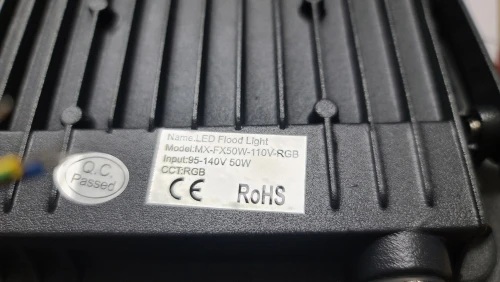 Name:LED Flood Light
Model:MX-FX50W-110V-RGB
Input:95-140V 50W
CCT:RGB
CE RoHS
Q.C.
Passed